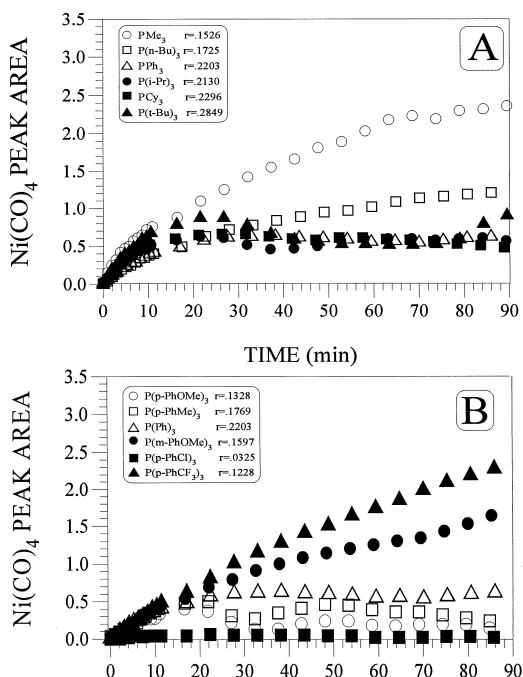 3.5
A
○ PMe₃ r=.1526
□ P(n-Bu)₃ r=.1725
△ PPh₃ r=.2203
● P(i-Pr)₃ r=.2130
■ PCy₃ r=.2296
▲ P(t-Bu)₃ r=.2849
3.0
2.5
2.0
1.5
1.0
0.5
0.0
Ni(CO)₄ PEAK AREA
0 10 20 30 40 50 60 70 80 90
TIME (min)
3.5
B
○ P(p-PhOMe)₃ r=.1328
□ P(p-PhMe)₃ r=.1769
△ P(Ph)₃ r=.2203
● P(m-PhOMe)₃ r=.1597
■ P(p-PhCl)₃ r=.0325
▲ P(p-PhCF₃)₃ r=.1228
3.0
2.5
2.0
1.5
1.0
0.5
0.0
Ni(CO)₄ PEAK AREA
0 10 20 30 40 50 60 70 80 90